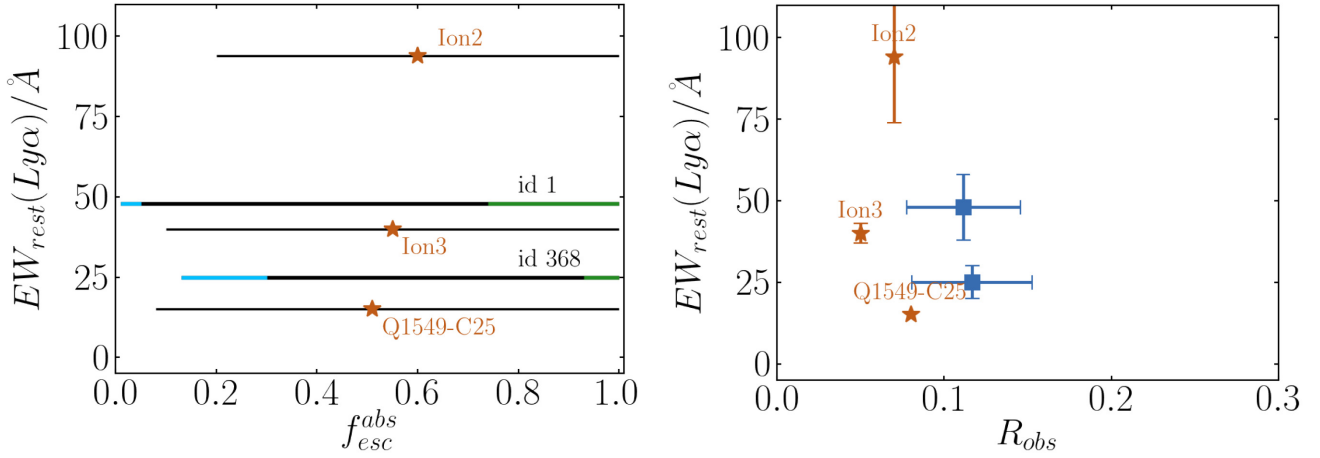 EW_rest(Lyα)/Å
100
75
50
25
0
Ion2
id 1
Ion3
id 368
Q1549-C25
0.0 0.2 0.4 0.6 0.8 1.0
f_esc^abs
EW_rest(Lyα)/Å
100
75
50
25
0
Ion2
Ion3
Q1549-C25
0.0 0.1 0.2 0.3
R_obs